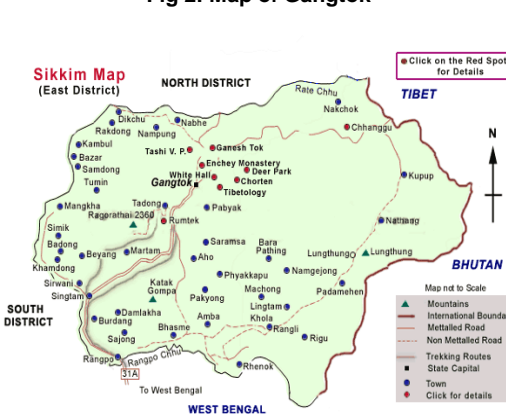 Fig 2: Map of Gangtok
Sikkim Map
(East District)
NORTH DISTRICT
Click on the Red Spot
for Details
TIBET
Rate Chhu
Nakchok
Dikchu
Nabhe
Rakdong
Nampung
Chhanggu
N
Kambul
Tashi V. P.
Ganesh Tok
Bazar
Enchey Monastery
Samdong
Deer Park
White Hall
Chorten
Kupup
Tumin
Gangtok
Tibetology
Mangkha
Tadong
Pabyak
Ragorathai 2360
Rumtek
Nathang
Simik
Badong
Saramsa
Bara
Pathing
Beyang
Martam
Aho
Lungthung
Lungthung
Khamdong
Namgejong
BHUTAN
Phyakkapu
Sirwani
Katak
Gompa
Machong
Padamehen
Map not to Scale
Singtam
Pakyong
Lingtam
Mountains
SOUTH
DISTRICT
Damlakha
International Bounda
Burdang
Amba
Khola
Mettalled Road
Rangli
Non Mettalled Road
Sajong
Bhasme
Rigu
Trekking Routes
Rangpo
Rangpo Chhu
State Capital
31A
Rhenok
Town
To West Bengal
Click for details
WEST BENGAL